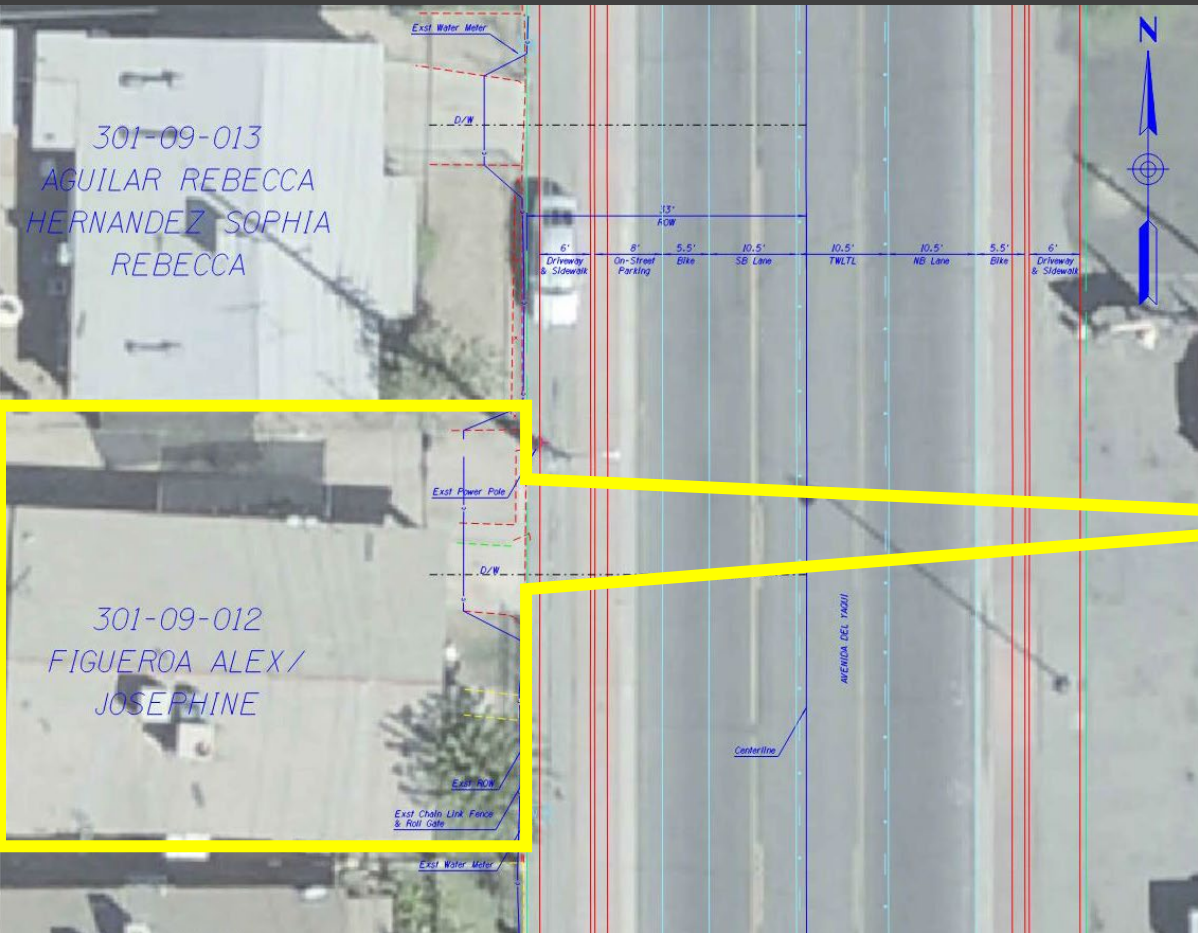 Exst Water Meter
N
D/W
301-09-013
AGUILAR REBECCA
HERNANDEZ SOPHIA
REBECCA
33'
ROW
6'
Driveway
& Sidewalk
8'
On-Street
Parking
5.5'
Bike
10.5'
SB Lane
10.5'
TWLTL
10.5'
NB Lane
5.5'
Bike
6'
Driveway
& Sidewalk
Exst Power Pole
D/W
301-09-012
FIGUEROA ALEX/
JOSEPHINE
AVENIDA DEL YAQUI
Centerline
Exst ROW
Exst Chain Link Fence
& Roll Gate
Exst Water Meter